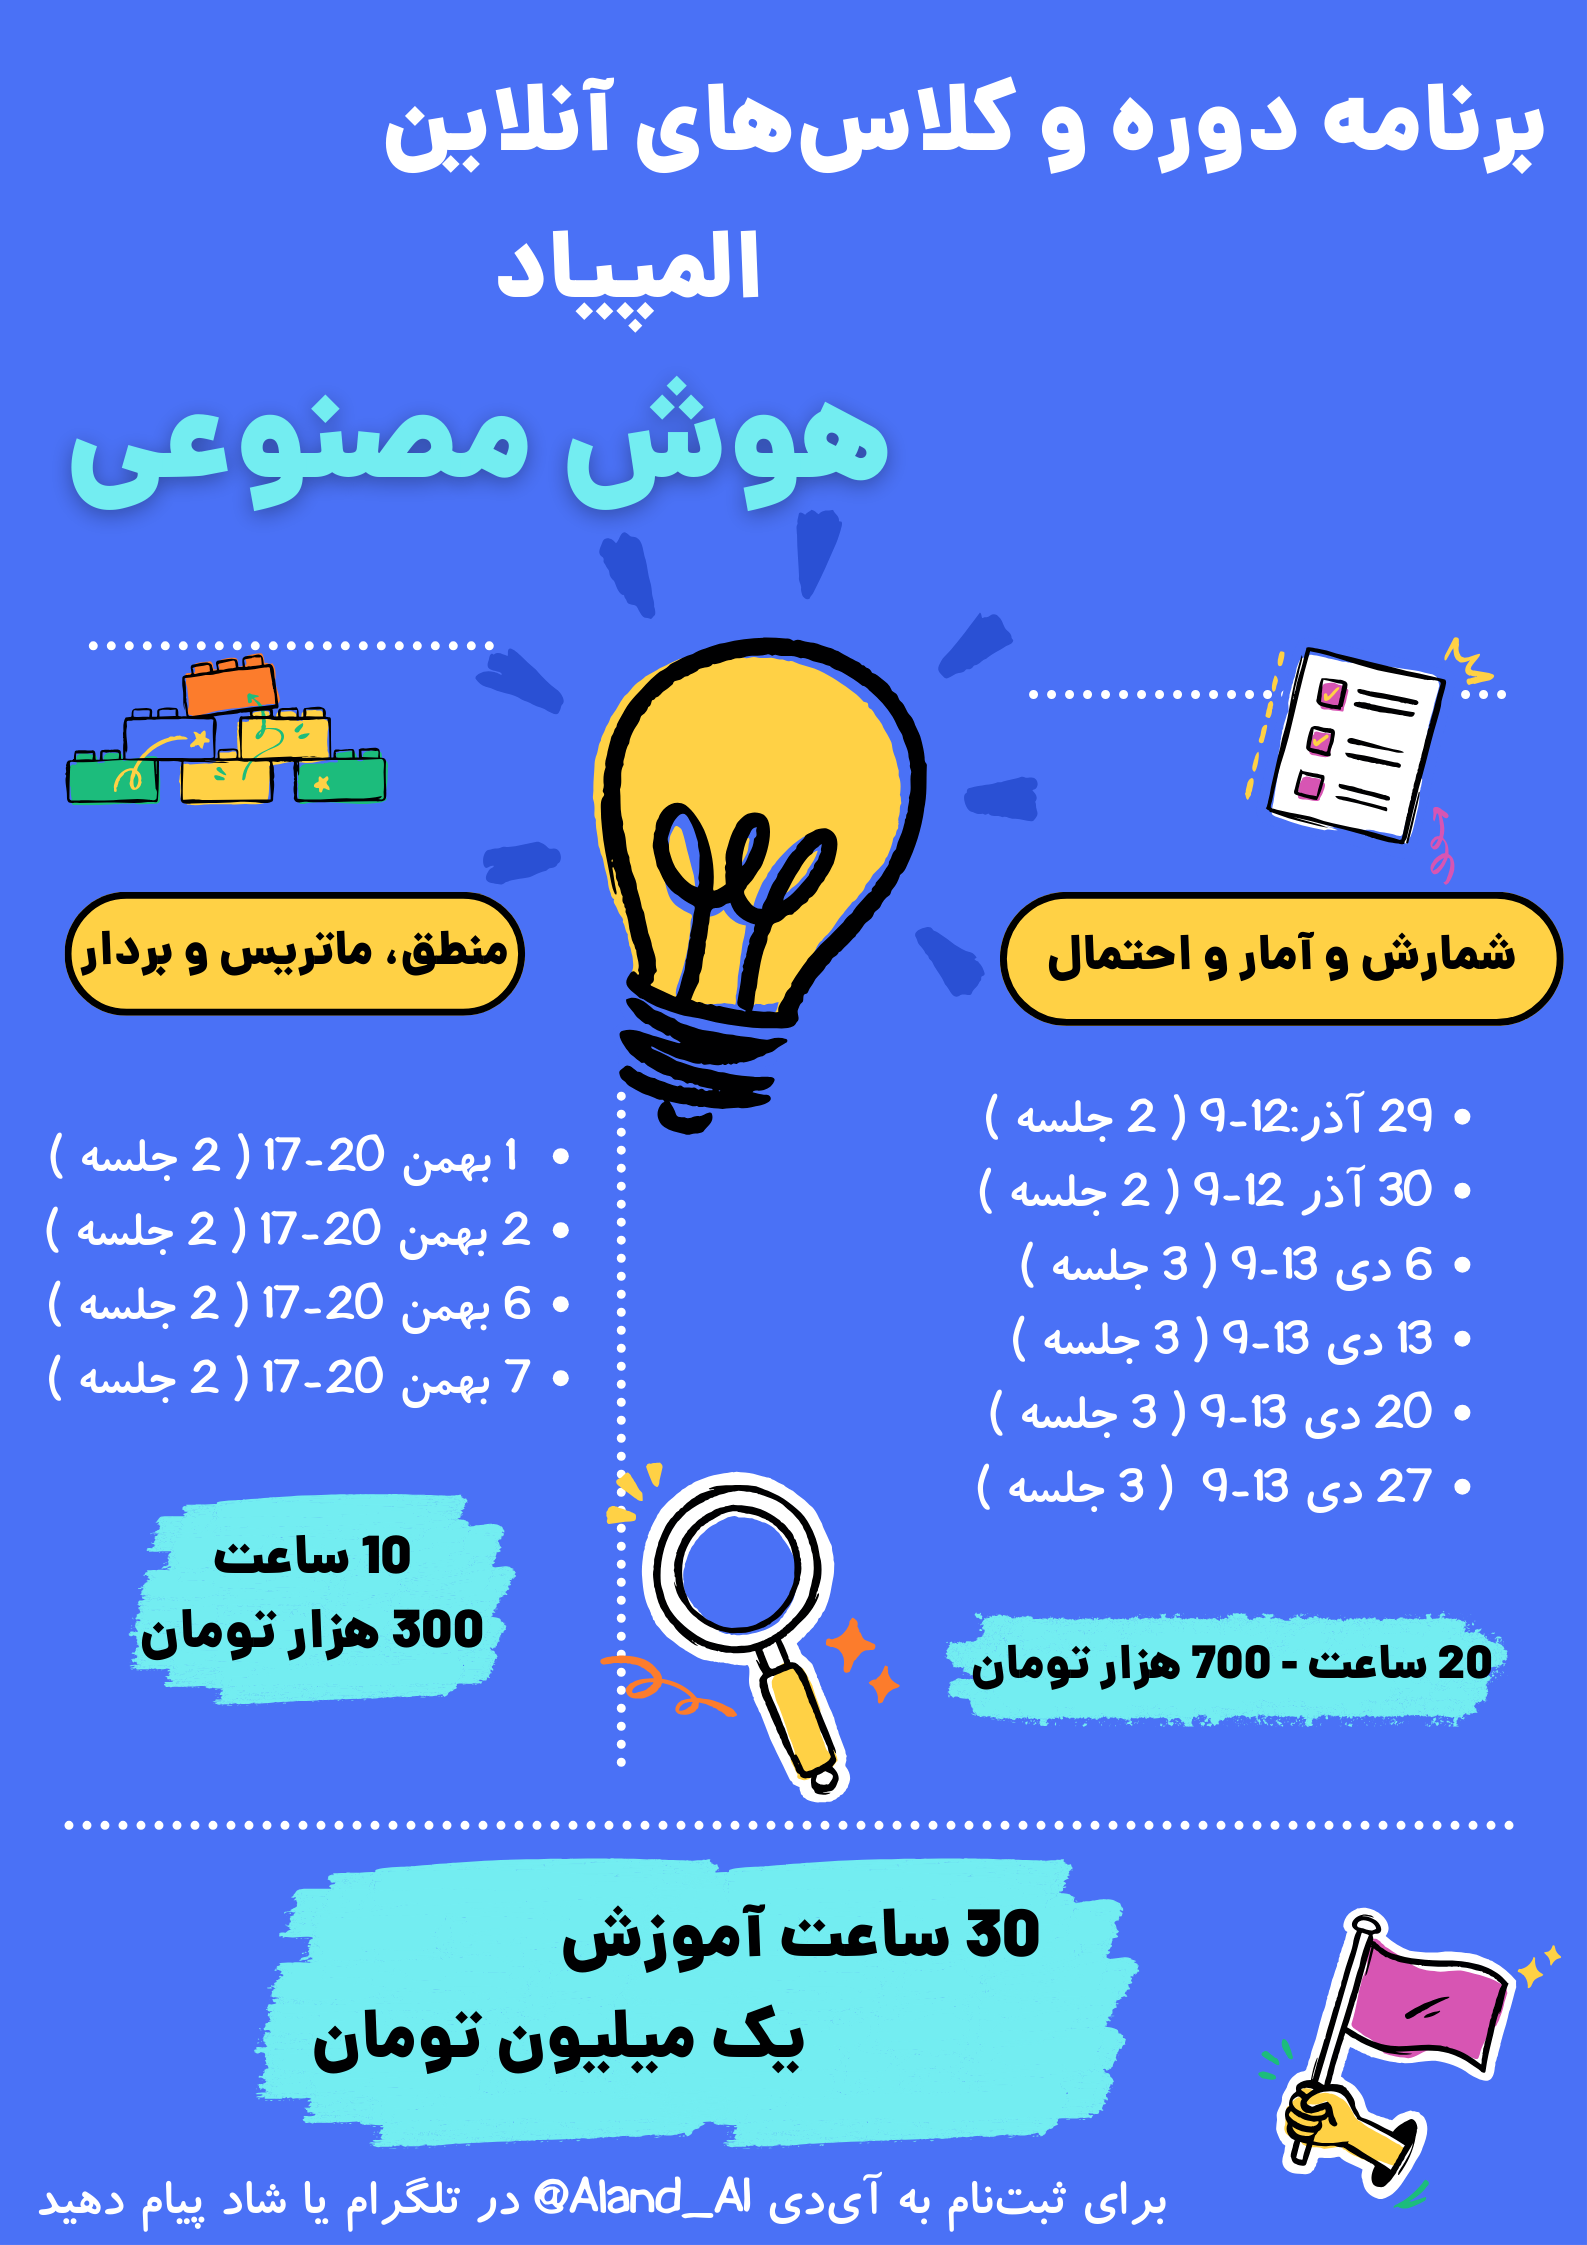 برنامه دوره و کلاس‌های آنلاین
المپیاد
هوش مصنوعی
شمارش و آمار و احتمال
29 آذر:12-9 ( 2 جلسه )
30 آذر 12-9 ( 2 جلسه )
6 دی 13-9 ( 3 جلسه )
13 دی 13-9 ( 3 جلسه )
20 دی 13-9 ( 3 جلسه )
27 دی 13-9 ( 3 جلسه )
20 ساعت - 700 هزار تومان
منطق، ماتریس و بردار
1 بهمن 20-17 ( 2 جلسه )
2 بهمن 20-17 ( 2 جلسه )
6 بهمن 20-17 ( 2 جلسه )
7 بهمن 20-17 ( 2 جلسه )
10 ساعت
300 هزار تومان
30 ساعت آموزش
یک میلیون تومان
برای ثبت‌نام به آی‌دی @AIand_AI در تلگرام یا شاد پیام دهید